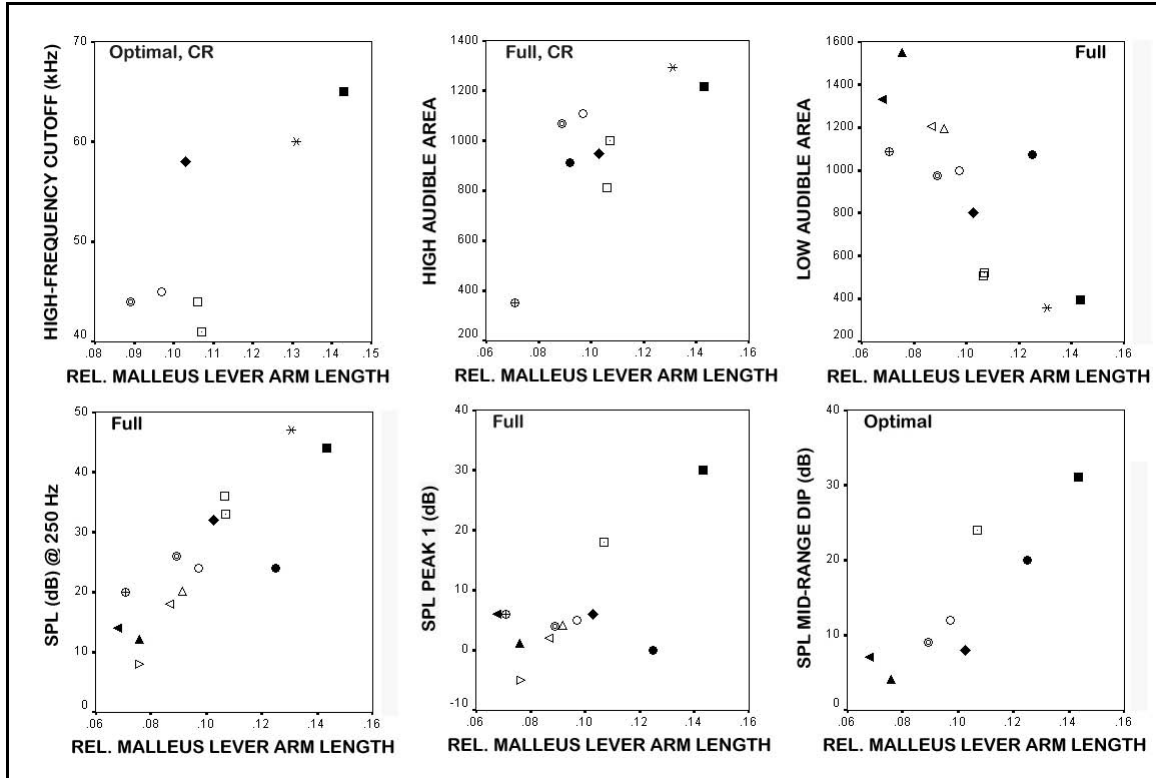 Optimal, CR
HIGH-FREQUENCY CUTOFF (kHz)
70
60
50
40
.08 .09 .10 .11 .12 .13 .14 .15
REL. MALLEUS LEVER ARM LENGTH
Full, CR
HIGH AUDIBLE AREA
1400
1200
1000
800
600
400
200
.06 .08 .10 .12 .14 .16
REL. MALLEUS LEVER ARM LENGTH
Full
LOW AUDIBLE AREA
1600
1400
1200
1000
800
600
400
200
.06 .08 .10 .12 .14 .16
REL. MALLEUS LEVER ARM LENGTH
Full
SPL (dB) @ 250 Hz
50
40
30
20
10
0
.06 .08 .10 .12 .14 .16
REL. MALLEUS LEVER ARM LENGTH
Full
SPL PEAK 1 (dB)
40
30
20
10
0
-10
.06 .08 .10 .12 .14 .16
REL. MALLEUS LEVER ARM LENGTH
Optimal
SPL MID-RANGE DIP (dB)
40
30
20
10
0
.06 .08 .10 .12 .14 .16
REL. MALLEUS LEVER ARM LENGTH